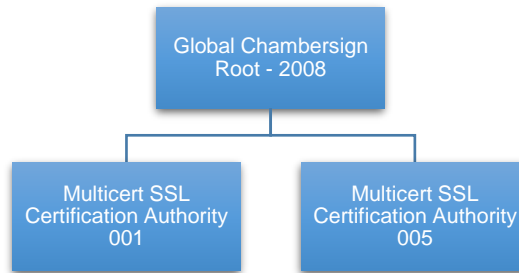 Global Chambersign
Root - 2008
Multicert SSL
Certification Authority
001
Multicert SSL
Certification Authority
005